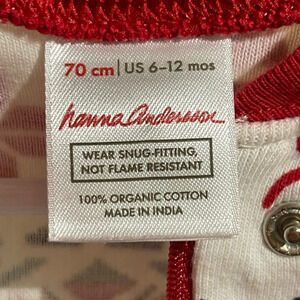 70 cm | US 6-12 mos
hanna andersson
WEAR SNUG-FITTING,
NOT FLAME RESISTANT
100% ORGANIC COTTON
MADE IN INDIA